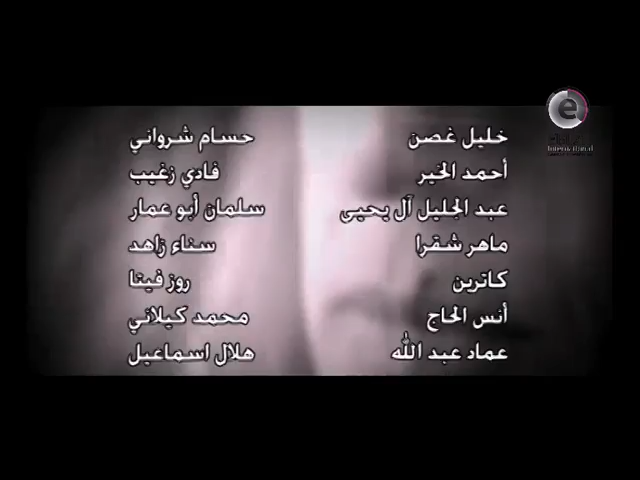 خليل غصن
حسام شرواني
أحمد الخير
فادي زغيب
عبد الجليل آل يحيى
سلمان أبو عمار
ماهر شقرا
سناء زاهد
كاترين
روز فيتا
أنس الحاج
محمد كيلاني
عماد عبد الله
هلال اسماعيل
e
International